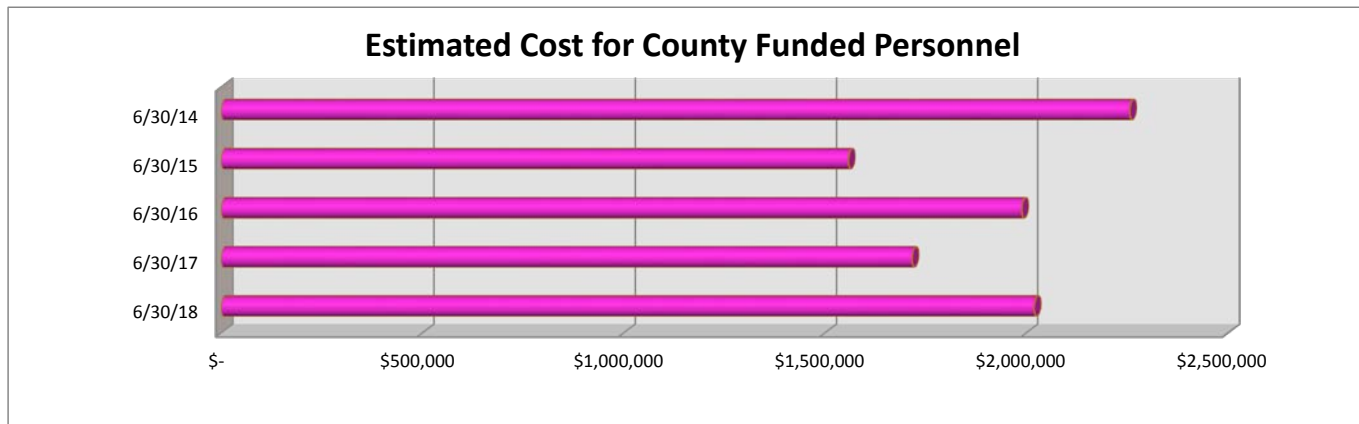 Estimated Cost for County Funded Personnel
6/30/14
6/30/15
6/30/16
6/30/17
6/30/18
$- $500,000 $1,000,000 $1,500,000 $2,000,000 $2,500,000